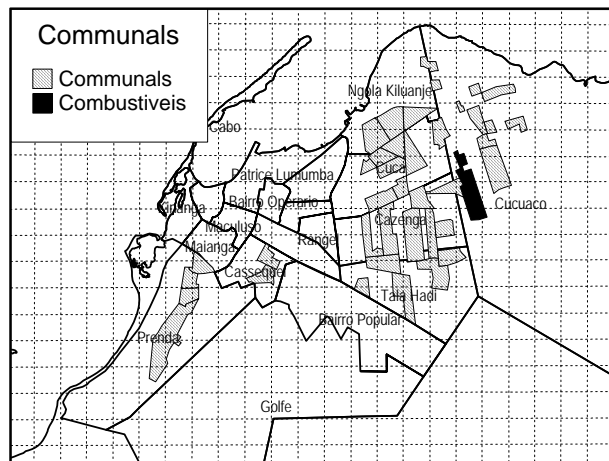 Communals
Communals
Combustiveis
Ngola Kiluanje
Cabo
Patrice Lumumba
Cuca
Bairro Operario
Kinanga
Cucuaco
Maculuso
Cazenga
Rangel
Maianga
Cassequel
Tala Hadi
Bairro Popular
Prenda
Golfe